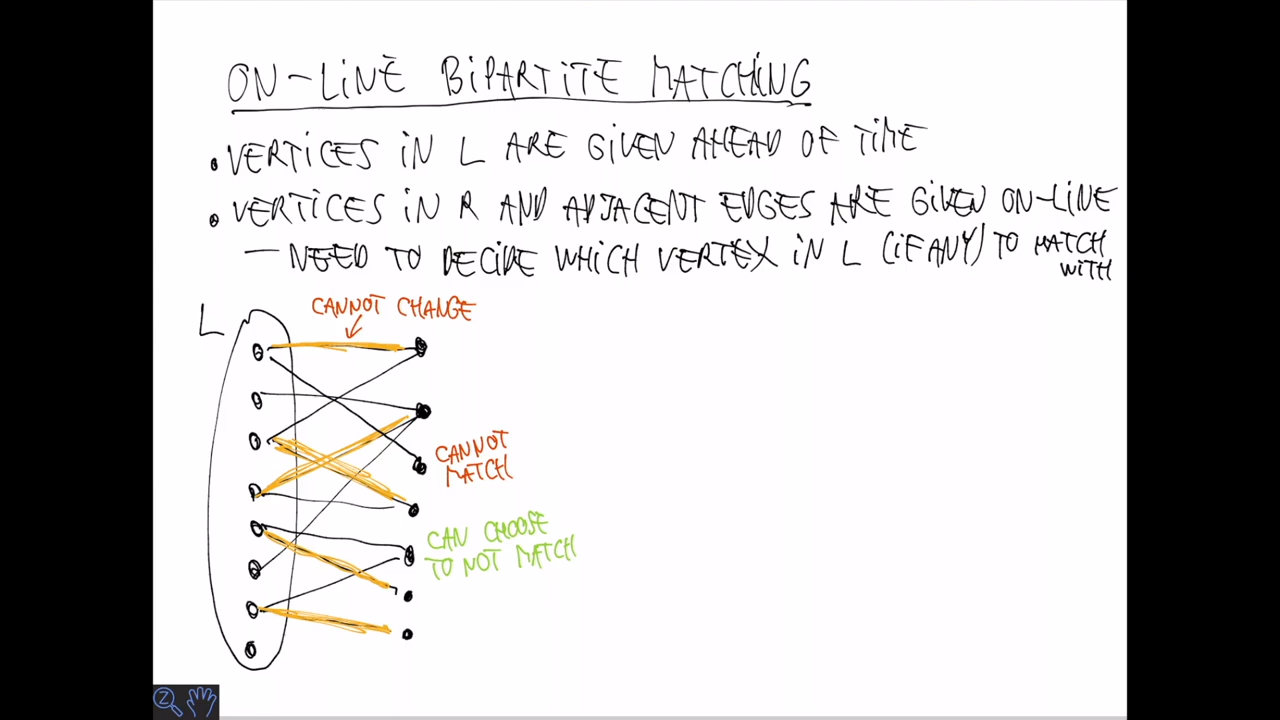 ON-LINE BIPARTITE MATCHING
• VERTICES IN L ARE GIVEN AHEAD OF TIME
• VERTICES IN R AND ADJACENT EDGES ARE GIVEN ON-LINE
— NEED TO DECIDE WHICH VERTEX IN L (IF ANY) TO MATCH
WITH
CANNOT CHANGE
L
CANNOT
MATCH
CAN CHOOSE
TO NOT MATCH
Z